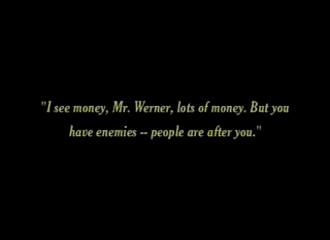 "I see money, Mr. Werner, lots of money. But you
have enemies -- people are after you."